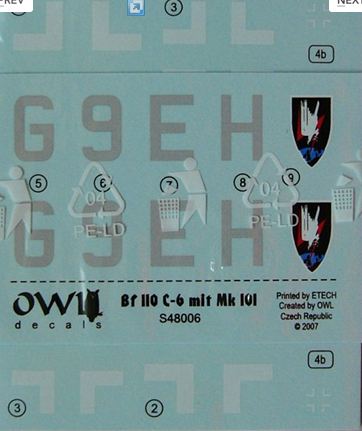 PREV
NEXT
3
4b
G9EH
5 6 7 8 9
04
PE-LD
04
PE-LD
G9EH
OWL
decals
Bf 110 C-6 mit Mk 101
S48006
Printed by ETECH
Created by OWL
Czech Republic
© 2007
4b
3
2